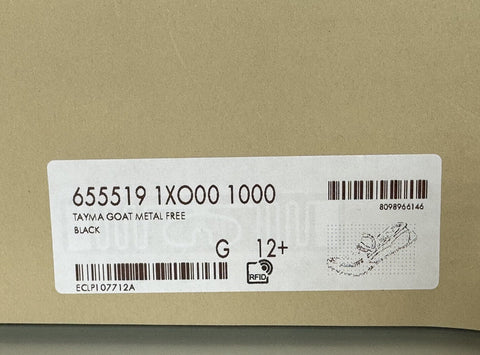 655519 1XO00 1000
TAYMA GOAT METAL FREE
BLACK
8098966146
G 12+
RFID
ECLP107712A